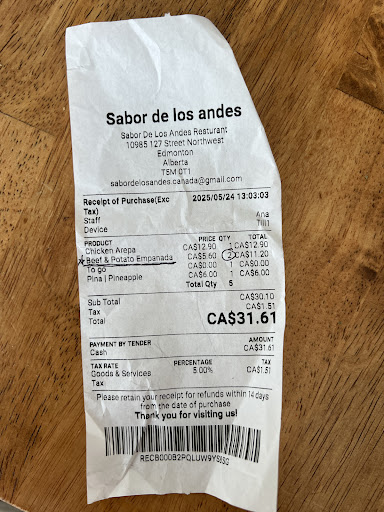 Sabor de los andes
Sabor De Los Andes Resturant
10985 127 Street Northwest
Edmonton
Alberta
T5M 0T1
sabordelosandes.canada@gmail.com
Receipt of Purchase(Exc Tax) 2025/05/24 13:03:03
Staff Ana
Device Till1
PRODUCT PRICE QTY TOTAL
Chicken Arepa CA$12.90 1 CA$12.90
Beef & Potato Empanada CA$5.60 2 CA$11.20
To go CA$0.00 1 CA$0.00
Pina | Pineapple CA$6.00 1 CA$6.00
Total Qty 5
Sub Total CA$30.10
Tax CA$1.51
Total CA$31.61
PAYMENT BY TENDER AMOUNT
Cash CA$31.61
TAX RATE PERCENTAGE TAX
Goods & Services Tax 5.00% CA$1.51
Please retain your receipt for refunds within 14 days
from the date of purchase
Thank you for visiting us!